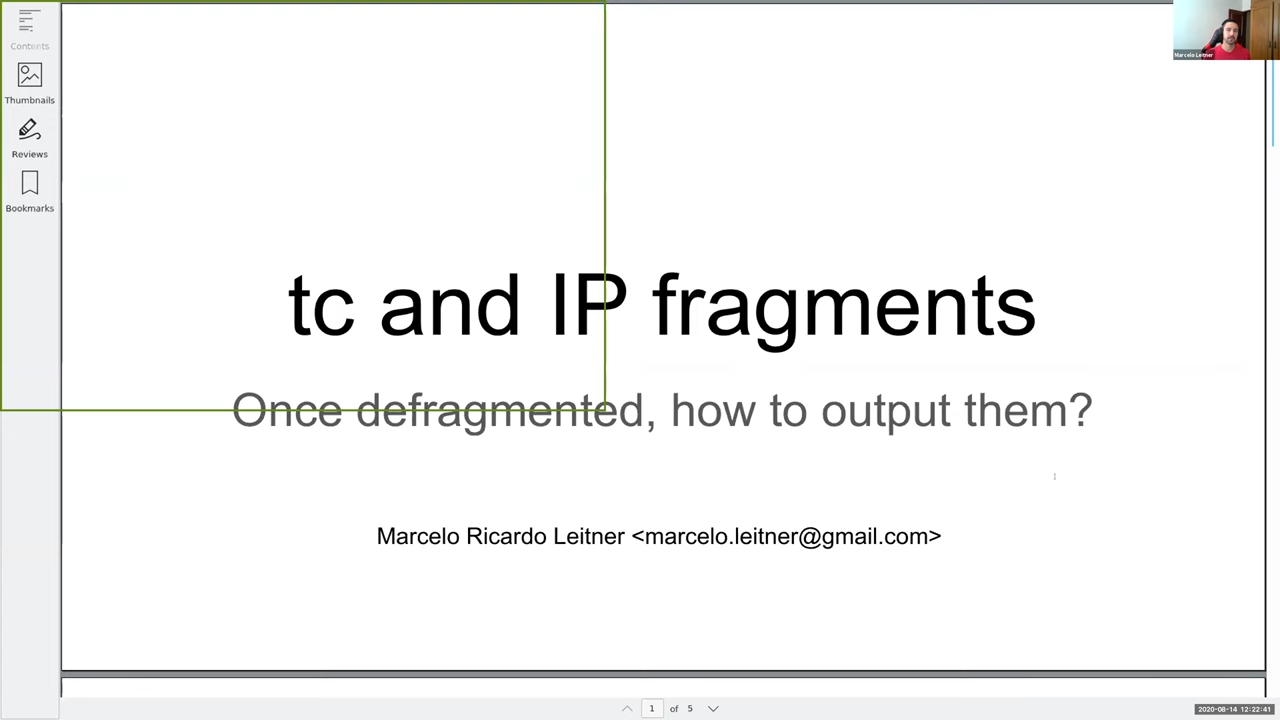 Contents
Thumbnails
Reviews
Bookmarks
Marcelo Leitner
tc and IP fragments
Once defragmented, how to output them?
Marcelo Ricardo Leitner <marcelo.leitner@gmail.com>
1 of 5
2020-08-14 12:22:41